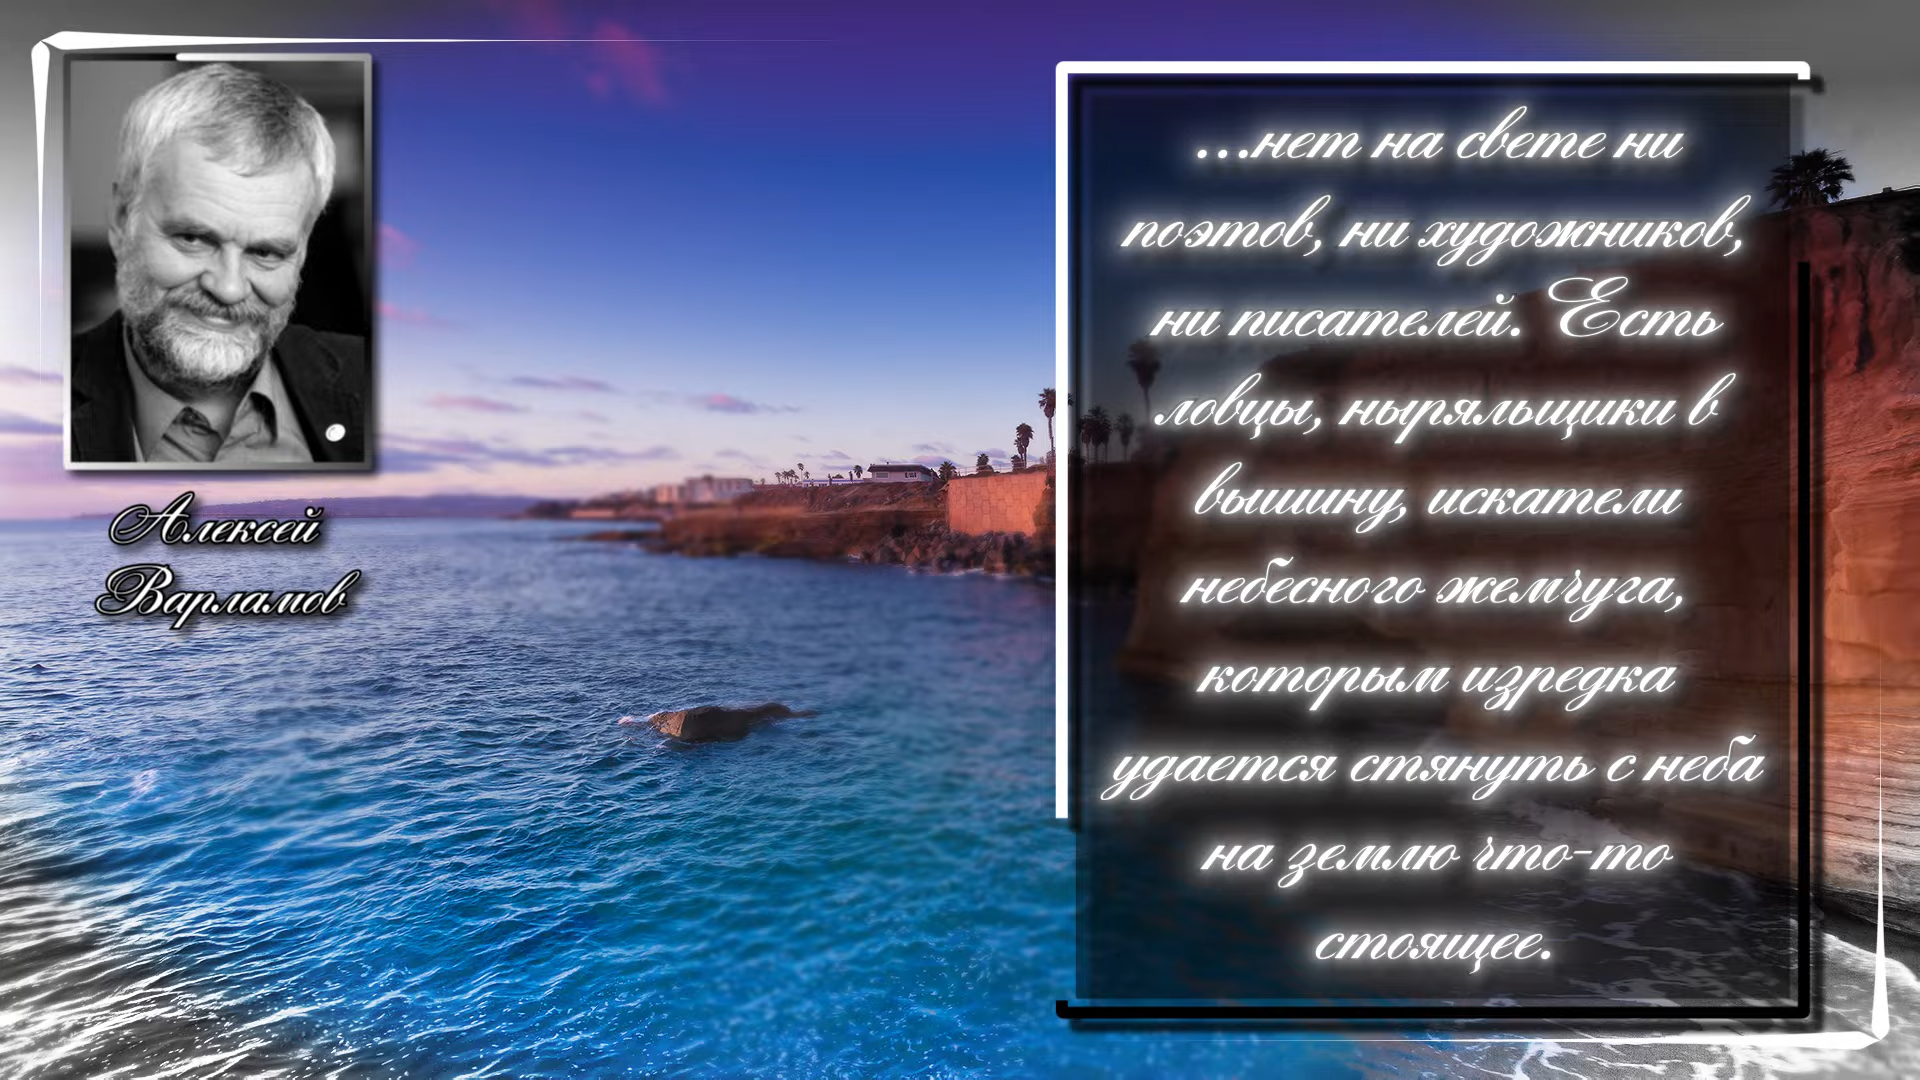 Алексей
Варламов
...нет на свете ни
поэтов, ни художников,
ни писателей. Есть
ловцы, ныряльщики в
вышину, искатели
небесного жемчуга,
которым изредка
удается стянуть с неба
на землю что-то
стоящее.